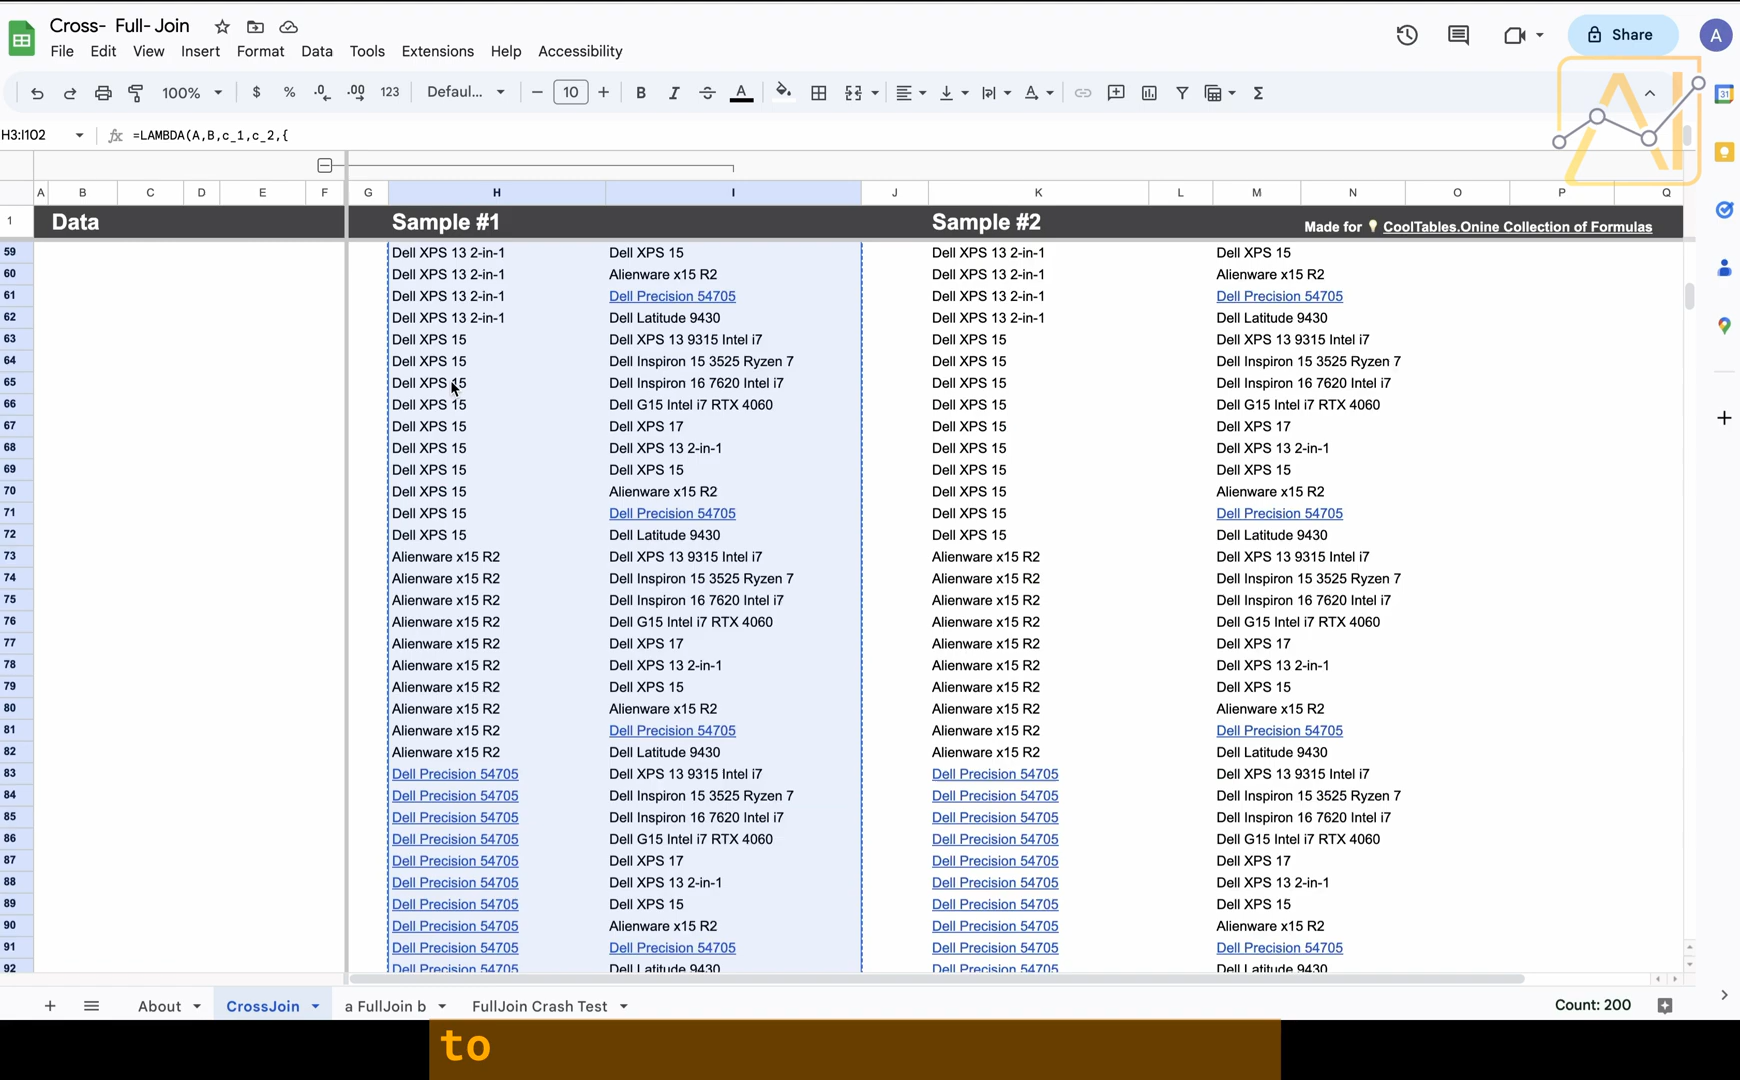 Cross- Full- Join
File Edit View Insert Format Data Tools Extensions Help Accessibility
Share
A
100% $ % .0 .00 123 Defaul... − 10 + B I A Σ
31
AI
H3:I102 fx =LAMBDA(A,B,c_1,c_2,{
A B C D E F G H I J K L M N O P Q
1 Data Sample #1 Sample #2 Made for CoolTables.Onine Collection of Formulas
59 Dell XPS 13 2-in-1 Dell XPS 15 Dell XPS 13 2-in-1 Dell XPS 15
60 Dell XPS 13 2-in-1 Alienware x15 R2 Dell XPS 13 2-in-1 Alienware x15 R2
61 Dell XPS 13 2-in-1 Dell Precision 54705 Dell XPS 13 2-in-1 Dell Precision 54705
62 Dell XPS 13 2-in-1 Dell Latitude 9430 Dell XPS 13 2-in-1 Dell Latitude 9430
63 Dell XPS 15 Dell XPS 13 9315 Intel i7 Dell XPS 15 Dell XPS 13 9315 Intel i7
64 Dell XPS 15 Dell Inspiron 15 3525 Ryzen 7 Dell XPS 15 Dell Inspiron 15 3525 Ryzen 7
65 Dell XPS 15 Dell Inspiron 16 7620 Intel i7 Dell XPS 15 Dell Inspiron 16 7620 Intel i7
66 Dell XPS 15 Dell G15 Intel i7 RTX 4060 Dell XPS 15 Dell G15 Intel i7 RTX 4060
67 Dell XPS 15 Dell XPS 17 Dell XPS 15 Dell XPS 17
68 Dell XPS 15 Dell XPS 13 2-in-1 Dell XPS 15 Dell XPS 13 2-in-1
69 Dell XPS 15 Dell XPS 15 Dell XPS 15 Dell XPS 15
70 Dell XPS 15 Alienware x15 R2 Dell XPS 15 Alienware x15 R2
71 Dell XPS 15 Dell Precision 54705 Dell XPS 15 Dell Precision 54705
72 Dell XPS 15 Dell Latitude 9430 Dell XPS 15 Dell Latitude 9430
73 Alienware x15 R2 Dell XPS 13 9315 Intel i7 Alienware x15 R2 Dell XPS 13 9315 Intel i7
74 Alienware x15 R2 Dell Inspiron 15 3525 Ryzen 7 Alienware x15 R2 Dell Inspiron 15 3525 Ryzen 7
75 Alienware x15 R2 Dell Inspiron 16 7620 Intel i7 Alienware x15 R2 Dell Inspiron 16 7620 Intel i7
76 Alienware x15 R2 Dell G15 Intel i7 RTX 4060 Alienware x15 R2 Dell G15 Intel i7 RTX 4060
77 Alienware x15 R2 Dell XPS 17 Alienware x15 R2 Dell XPS 17
78 Alienware x15 R2 Dell XPS 13 2-in-1 Alienware x15 R2 Dell XPS 13 2-in-1
79 Alienware x15 R2 Dell XPS 15 Alienware x15 R2 Dell XPS 15
80 Alienware x15 R2 Alienware x15 R2 Alienware x15 R2 Alienware x15 R2
81 Alienware x15 R2 Dell Precision 54705 Alienware x15 R2 Dell Precision 54705
82 Alienware x15 R2 Dell Latitude 9430 Alienware x15 R2 Dell Latitude 9430
83 Dell Precision 54705 Dell XPS 13 9315 Intel i7 Dell Precision 54705 Dell XPS 13 9315 Intel i7
84 Dell Precision 54705 Dell Inspiron 15 3525 Ryzen 7 Dell Precision 54705 Dell Inspiron 15 3525 Ryzen 7
85 Dell Precision 54705 Dell Inspiron 16 7620 Intel i7 Dell Precision 54705 Dell Inspiron 16 7620 Intel i7
86 Dell Precision 54705 Dell G15 Intel i7 RTX 4060 Dell Precision 54705 Dell G15 Intel i7 RTX 4060
87 Dell Precision 54705 Dell XPS 17 Dell Precision 54705 Dell XPS 17
88 Dell Precision 54705 Dell XPS 13 2-in-1 Dell Precision 54705 Dell XPS 13 2-in-1
89 Dell Precision 54705 Dell XPS 15 Dell Precision 54705 Dell XPS 15
90 Dell Precision 54705 Alienware x15 R2 Dell Precision 54705 Alienware x15 R2
91 Dell Precision 54705 Dell Precision 54705 Dell Precision 54705 Dell Precision 54705
92 Dell Precision 54705 Dell Latitude 9430 Dell Precision 54705 Dell Latitude 9430
About CrossJoin a FullJoin b FullJoin Crash Test Count: 200
to